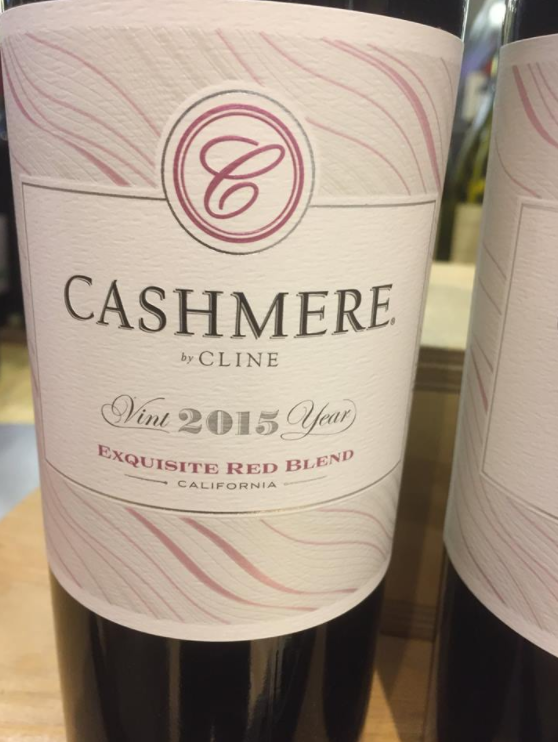 C
CASHMERE®
by CLINE
Vint 2015 Year
EXQUISITE RED BLEND
CALIFORNIA